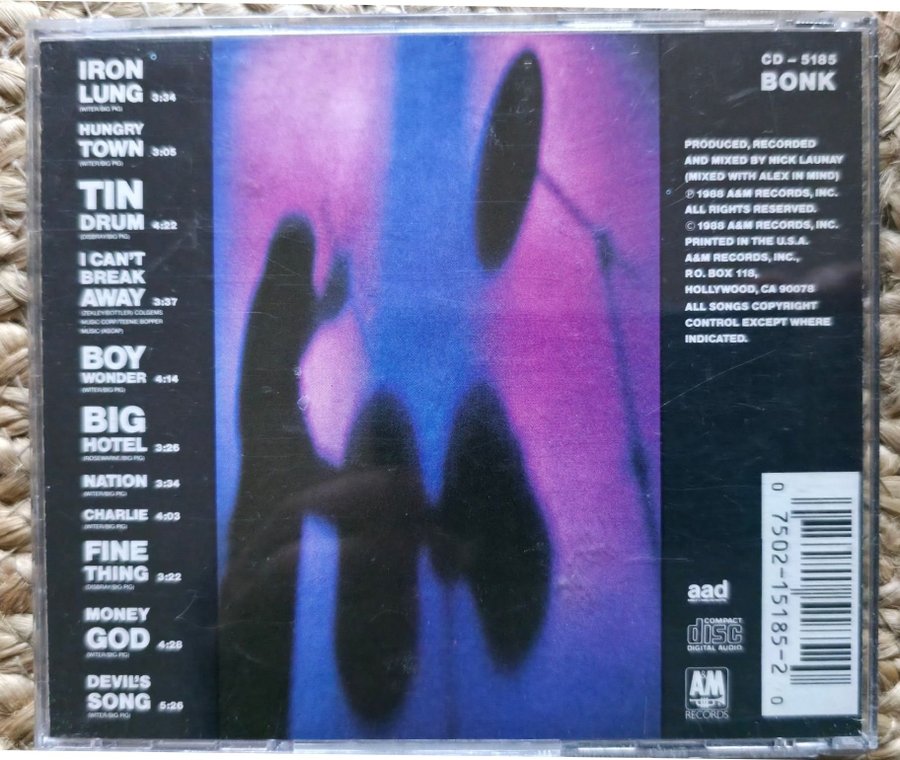 IRON
LUNG 3:34
(WITER/BIG PIG)
HUNGRY
TOWN 3:05
(WITER/BIG PIG)
TIN
DRUM 4:22
(DISBRAY/BIG PIG)
I CAN'T
BREAK
AWAY 3:37
(ZEKLEY/BOTTLER) COLGEMS
MUSIC CORP/TEENIE BOPPER
MUSIC (ASCAP)
BOY
WONDER 4:14
(WITER/BIG PIG)
BIG
HOTEL 3:26
(ROSEWARNE/BIG PIG)
NATION 3:34
(WITER/BIG PIG)
CHARLIE 4:03
(WITER/BIG PIG)
FINE
THING 3:22
(DISBRAY/BIG PIG)
MONEY
GOD 4:28
(WITER/BIG PIG)
DEVIL'S
SONG 5:26
(WITER/BIG PIG)
CD – 5185
BONK
PRODUCED, RECORDED
AND MIXED BY NICK LAUNAY
(MIXED WITH ALEX IN MIND)
℗ 1988 A&M RECORDS, INC.
ALL RIGHTS RESERVED.
© 1988 A&M RECORDS, INC.
PRINTED IN THE U.S.A.
A&M RECORDS, INC.,
P.O. BOX 118,
HOLLYWOOD, CA 90078
ALL SONGS COPYRIGHT
CONTROL EXCEPT WHERE
INDICATED.
0 7502-15185-2 0
aad
COMPACT
disc
DIGITAL AUDIO
A&M
RECORDS